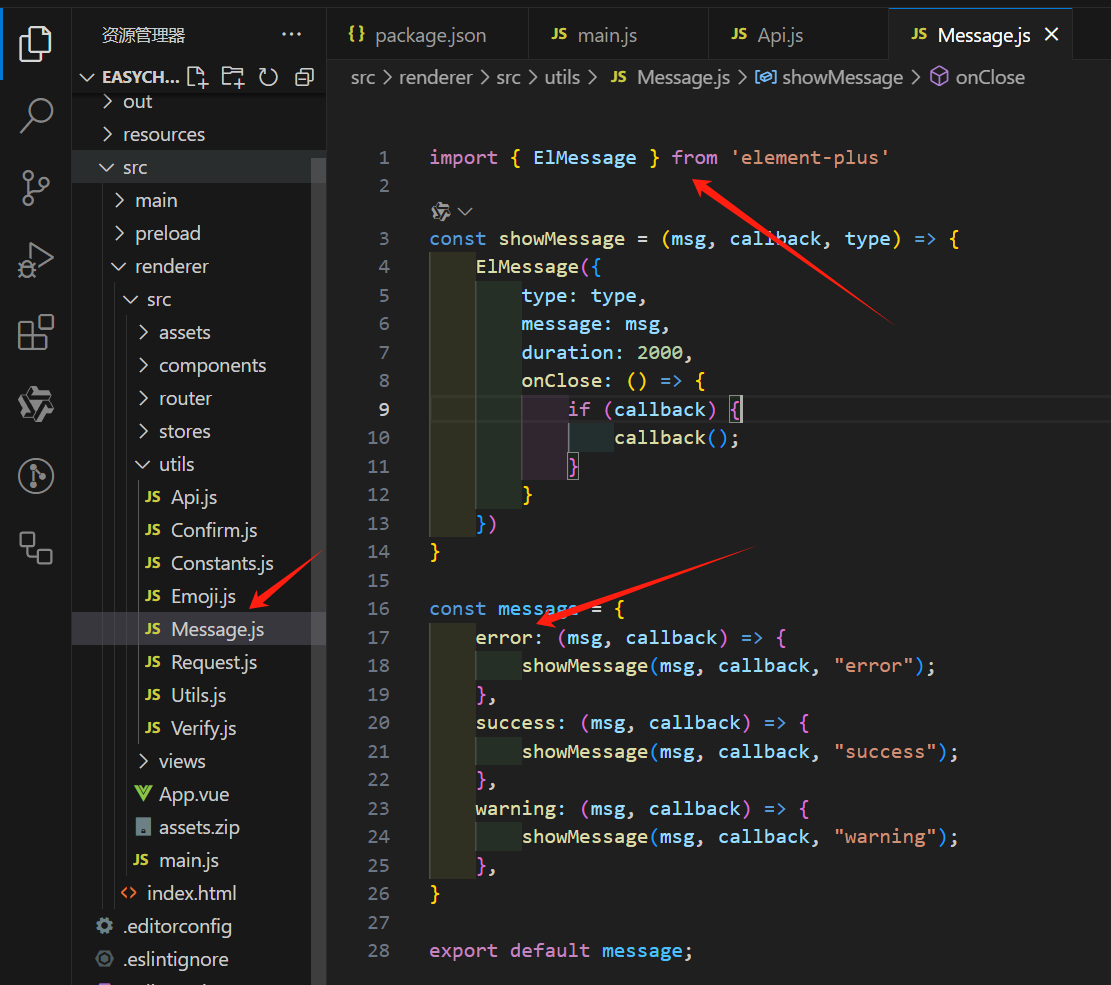 资源管理器 ···
EASYCH...
out
resources
src
main
preload
renderer
src
assets
components
router
stores
utils
JS Api.js
JS Confirm.js
JS Constants.js
JS Emoji.js
JS Message.js
JS Request.js
JS Utils.js
JS Verify.js
views
App.vue
assets.zip
JS main.js
<> index.html
.editorconfig
.eslintignore
{} package.json JS main.js JS Api.js JS Message.js ×
src > renderer > src > utils > JS Message.js > showMessage > onClose
1 import { ElMessage } from 'element-plus'
2
3 const showMessage = (msg, callback, type) => {
4 ElMessage({
5 type: type,
6 message: msg,
7 duration: 2000,
8 onClose: () => {
9 if (callback) {
10 callback();
11 }
12 }
13 })
14 }
15
16 const message = {
17 error: (msg, callback) => {
18 showMessage(msg, callback, "error");
19 },
20 success: (msg, callback) => {
21 showMessage(msg, callback, "success");
22 },
23 warning: (msg, callback) => {
24 showMessage(msg, callback, "warning");
25 },
26 }
27
28 export default message;